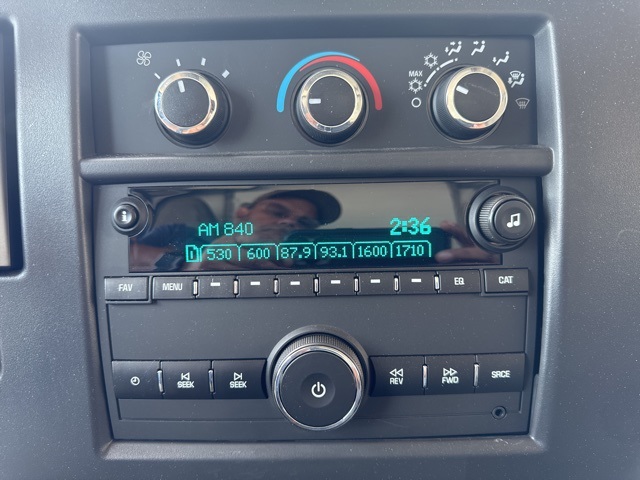 MAX
AM 840 2:36
1 530 600 87.9 93.1 1600 1710
FAV MENU EQ CAT
SEEK SEEK REV FWD SRCE